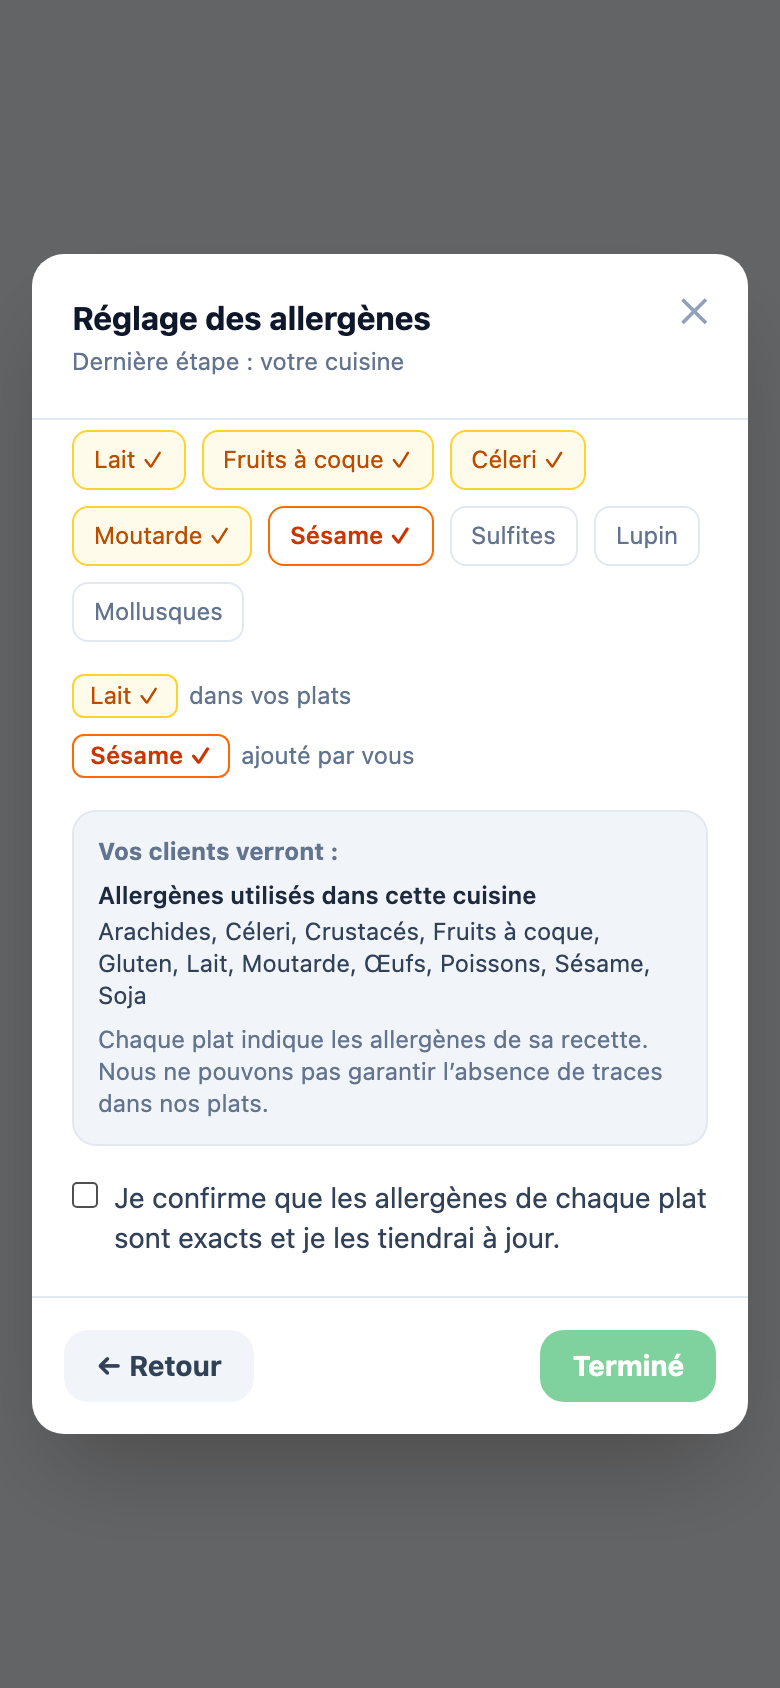 Réglage des allergènes
Dernière étape : votre cuisine
Lait ✓ Fruits à coque ✓ Céleri ✓
Moutarde ✓ Sésame ✓ Sulfites Lupin
Mollusques
Lait ✓ dans vos plats
Sésame ✓ ajouté par vous
Vos clients verront :
Allergènes utilisés dans cette cuisine
Arachides, Céleri, Crustacés, Fruits à coque,
Gluten, Lait, Moutarde, Œufs, Poissons, Sésame,
Soja
Chaque plat indique les allergènes de sa recette.
Nous ne pouvons pas garantir l’absence de traces
dans nos plats.
Je confirme que les allergènes de chaque plat
sont exacts et je les tiendrai à jour.
← Retour Terminé